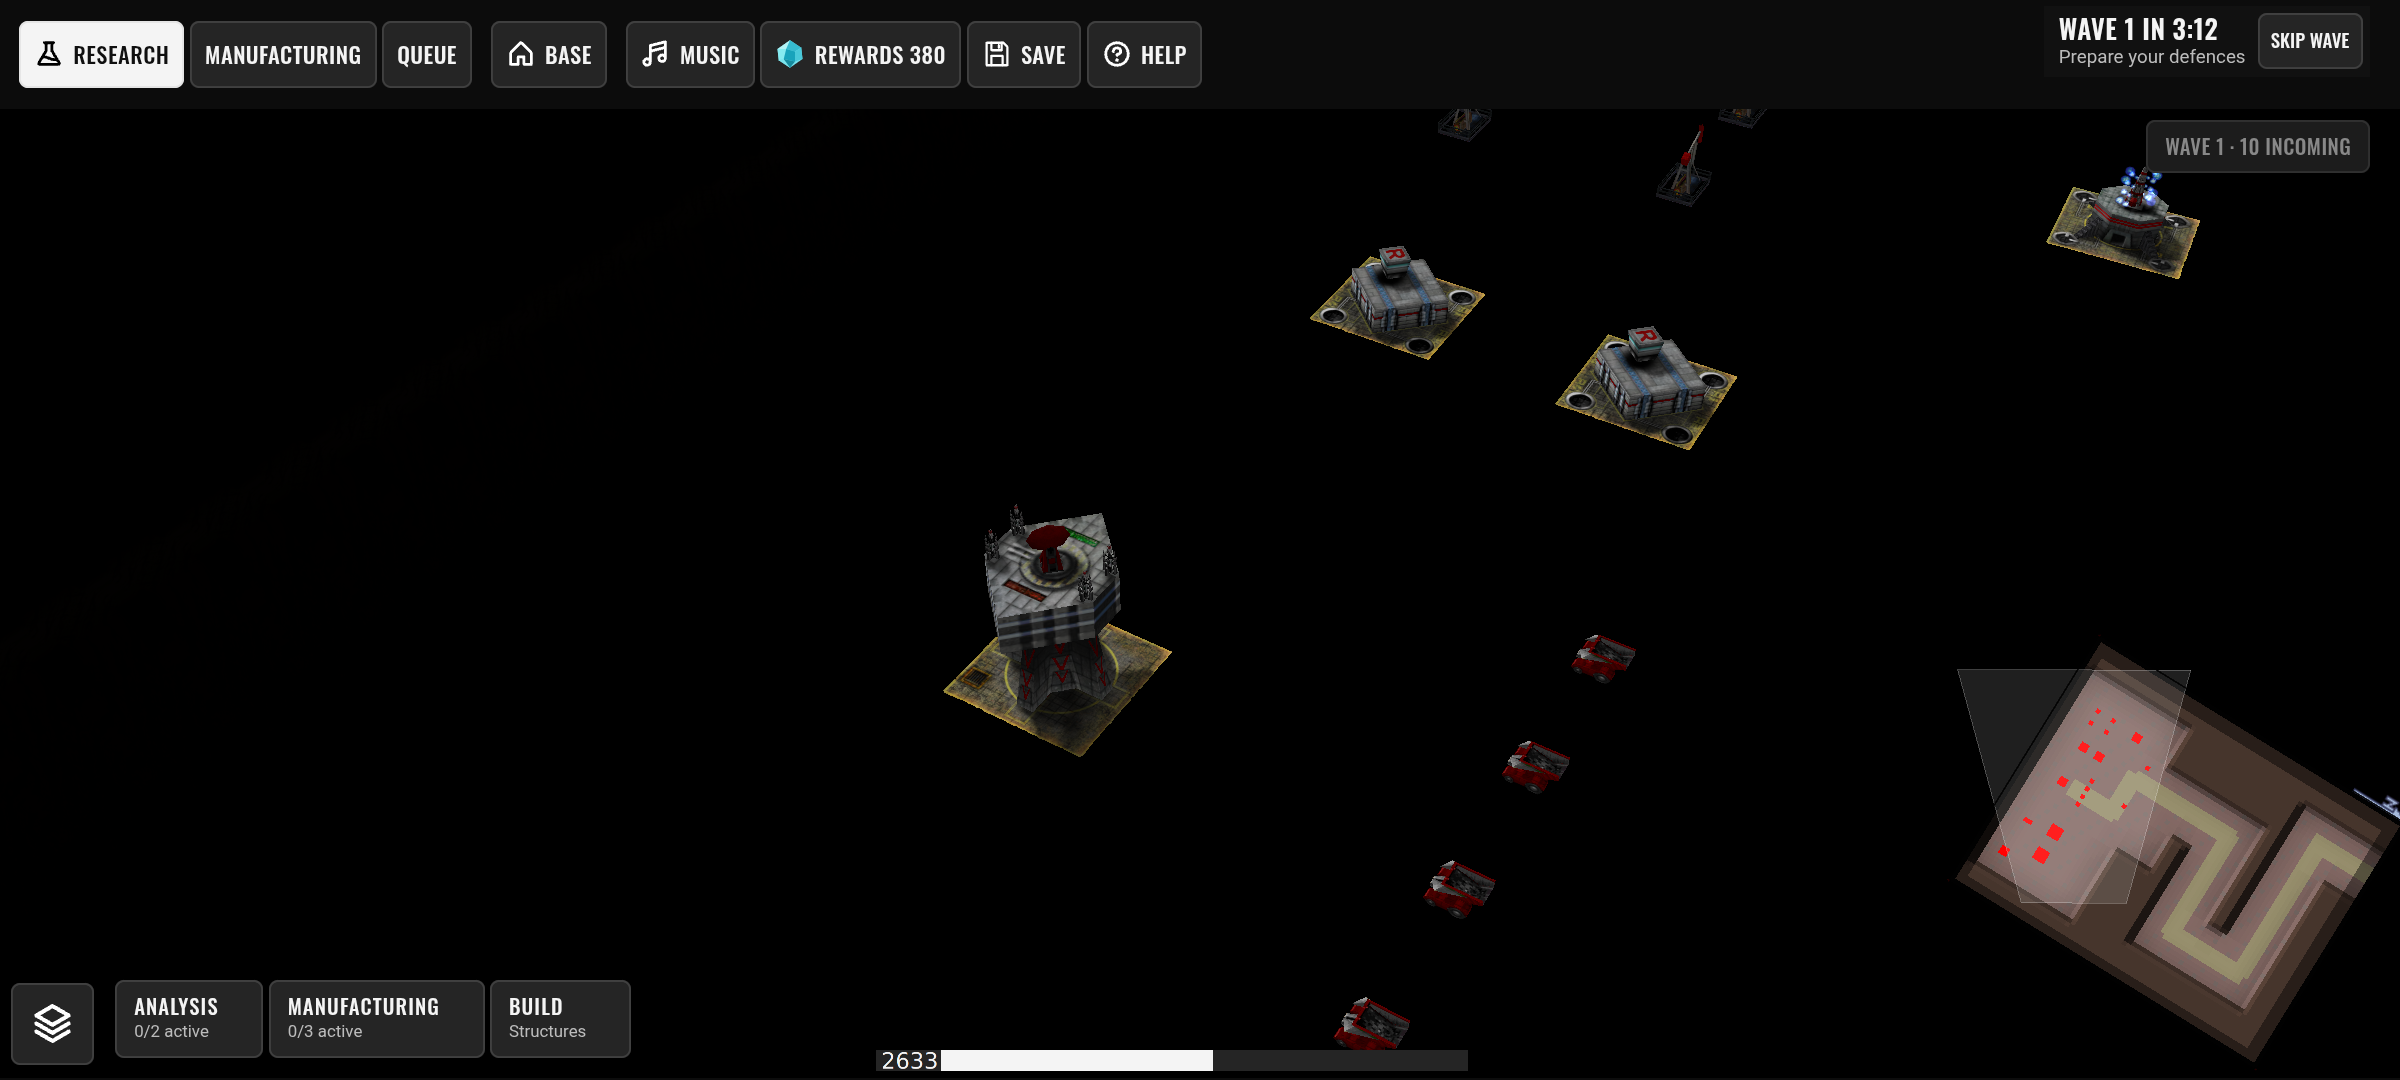 RESEARCH
MANUFACTURING
QUEUE
BASE
MUSIC
REWARDS 380
SAVE
HELP
WAVE 1 IN 3:12
Prepare your defences
SKIP WAVE
WAVE 1 · 10 INCOMING
R
R
ANALYSIS
0/2 active
MANUFACTURING
0/3 active
BUILD
Structures
2633